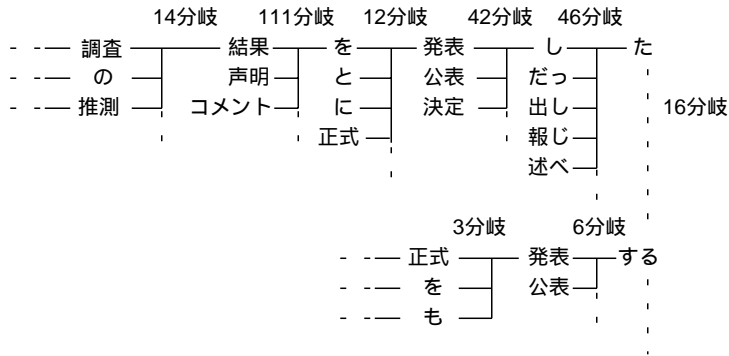 14分岐 111分岐 12分岐 42分岐 46分岐
調査 結果 を 発表 し た
の 声明 と 公表 だっ
推測 コメント に 決定 出し 16分岐
正式 報じ
述べ
3分岐 6分岐
正式 発表 する
を 公表
も